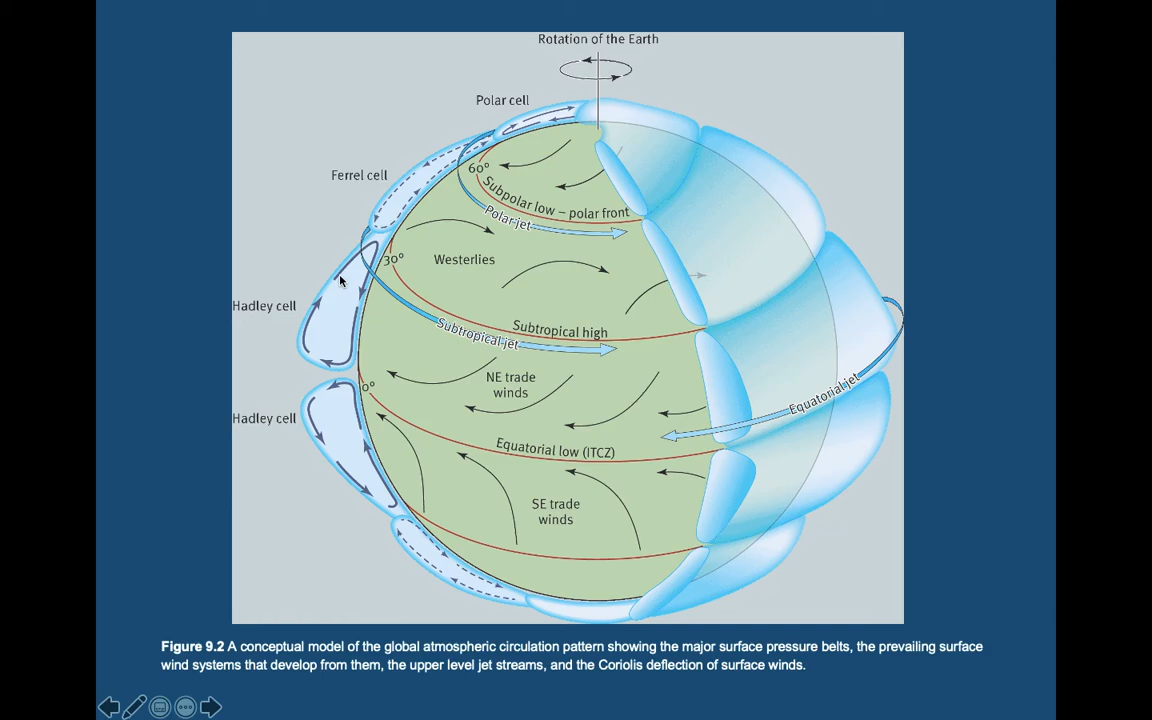 Rotation of the Earth
Polar cell
Ferrel cell
60°
Subpolar low – polar front
Polar jet
30°
Westerlies
Hadley cell
Subtropical high
Subtropical jet
NE trade
winds
0°
Equatorial jet
Hadley cell
Equatorial low (ITCZ)
SE trade
winds
Figure 9.2 A conceptual model of the global atmospheric circulation pattern showing the major surface pressure belts, the prevailing surface
wind systems that develop from them, the upper level jet streams, and the Coriolis deflection of surface winds.